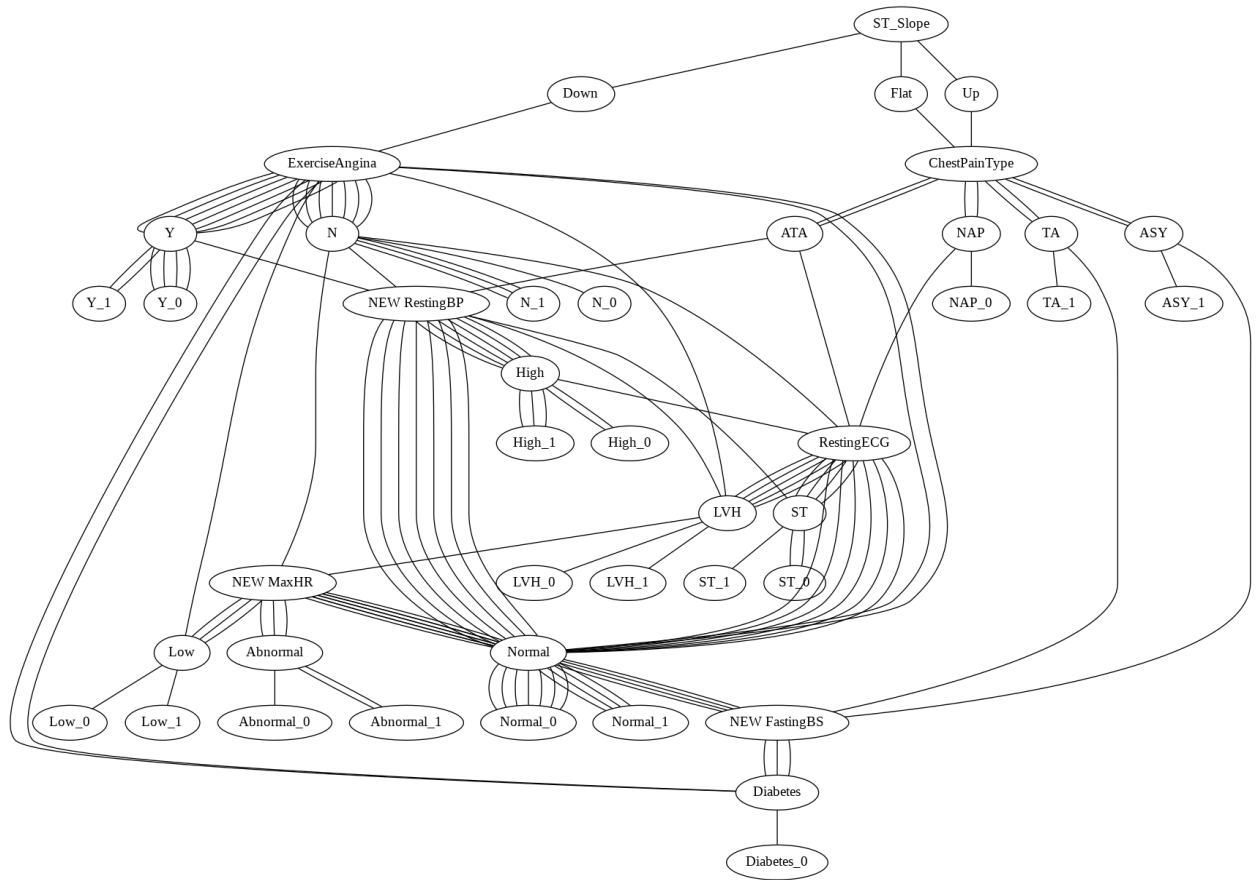 ST_Slope
Down
Flat
Up
ExerciseAngina
ChestPainType
Y
N
ATA
NAP
TA
ASY
Y_1
Y_0
NEW RestingBP
N_1
N_0
NAP_0
TA_1
ASY_1
High
High_1
High_0
RestingECG
LVH
ST
NEW MaxHR
LVH_0
LVH_1
ST_1
ST_0
Low
Abnormal
Normal
Low_0
Low_1
Abnormal_0
Abnormal_1
Normal_0
Normal_1
NEW FastingBS
Diabetes
Diabetes_0